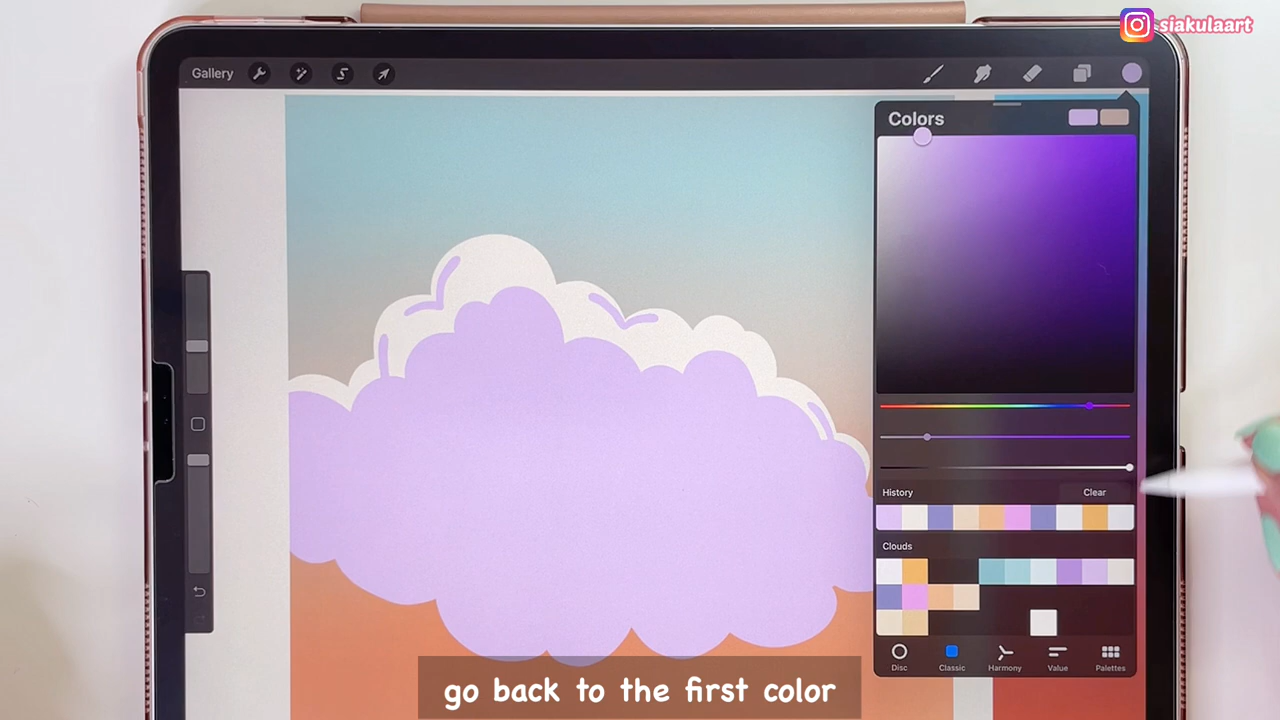 siakulaart
Gallery
Colors
History
Clear
Clouds
Disc
Classic
Harmony
Value
Palettes
go back to the first color